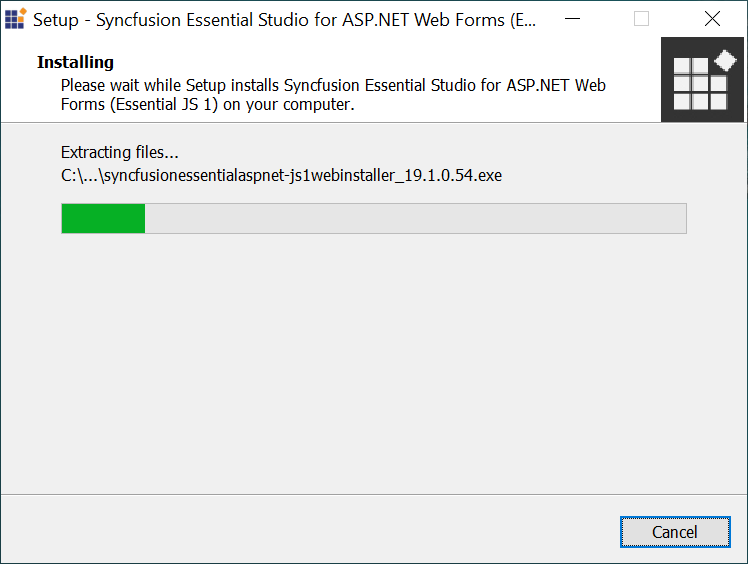 Setup - Syncfusion Essential Studio for ASP.NET Web Forms (E...
Installing
Please wait while Setup installs Syncfusion Essential Studio for ASP.NET Web
Forms (Essential JS 1) on your computer.
Extracting files...
C:\...\syncfusionessentialaspnet-js1webinstaller_19.1.0.54.exe
Cancel